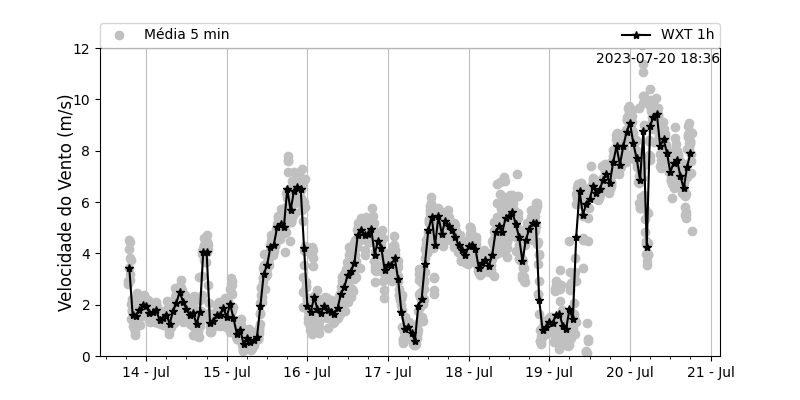 Média 5 min
WXT 1h
2023-07-20 18:36
Velocidade do Vento (m/s)
12
10
8
6
4
2
0
14 - Jul
15 - Jul
16 - Jul
17 - Jul
18 - Jul
19 - Jul
20 - Jul
21 - Jul